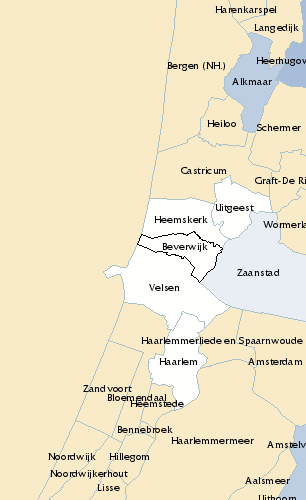 Harenkarspel
Langedijk
Heerhugov
Bergen (NH.)
Alkmaar
Heiloo
Schermer
Castricum
Graft-De Ri
Uitgeest
Heemskerk
Wormerla
Beverwijk
Zaanstad
Velsen
Haarlemmerliede en Spaarnwoude
Haarlem
Amsterdam
Zandvoort
Bloemendaal
Heemstede
Bennebroek
Haarlemmermeer
Amstelv
Noordwijk
Hillegom
Noordwijkerhout
Aalsmeer
Lisse
Uithoorn